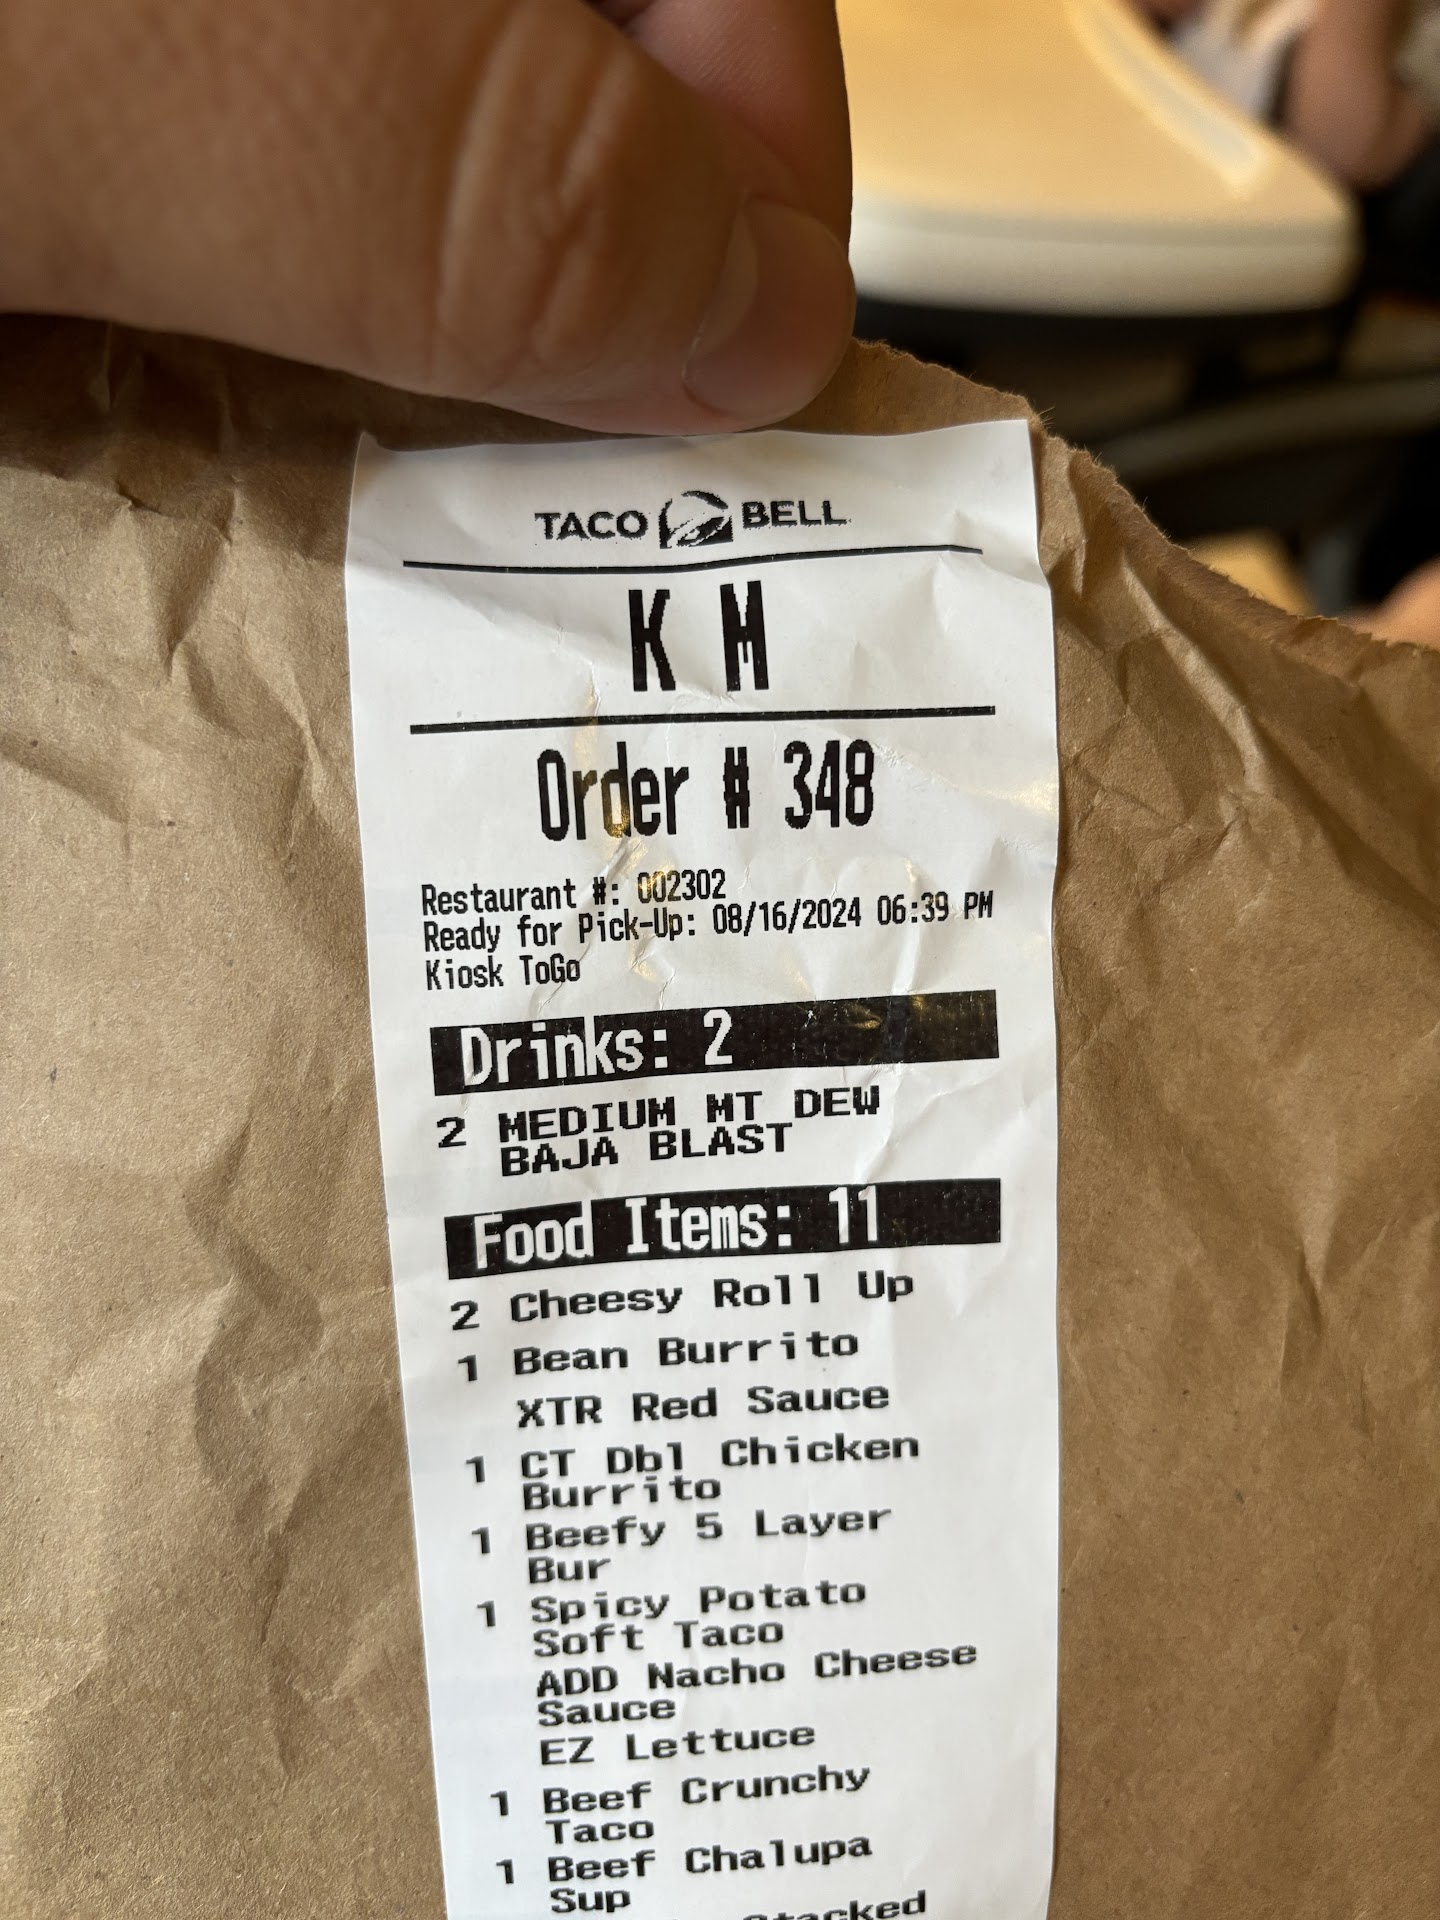 TACO BELL
K M
Order # 348
Restaurant #: 002302
Ready for Pick-Up: 08/16/2024 06:39 PM
Kiosk ToGo
Drinks: 2
2 MEDIUM MT DEW
BAJA BLAST
Food Items: 11
2 Cheesy Roll Up
1 Bean Burrito
XTR Red Sauce
1 CT Dbl Chicken
Burrito
1 Beefy 5 Layer
Bur
1 Spicy Potato
Soft Taco
ADD Nacho Cheese
Sauce
EZ Lettuce
1 Beef Crunchy
Taco
1 Beef Chalupa
Sup
Stacked